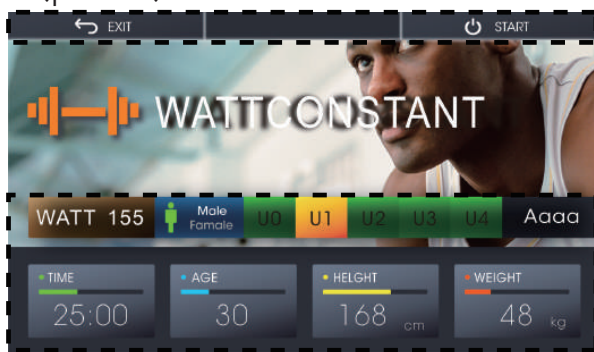 EXIT START
WATTCONSTANT
WATT 155 Male Famale U0 U1 U2 U3 U4 Aaaa
TIME AGE HELGHT WEIGHT
25:00 30 168 cm 48 kg